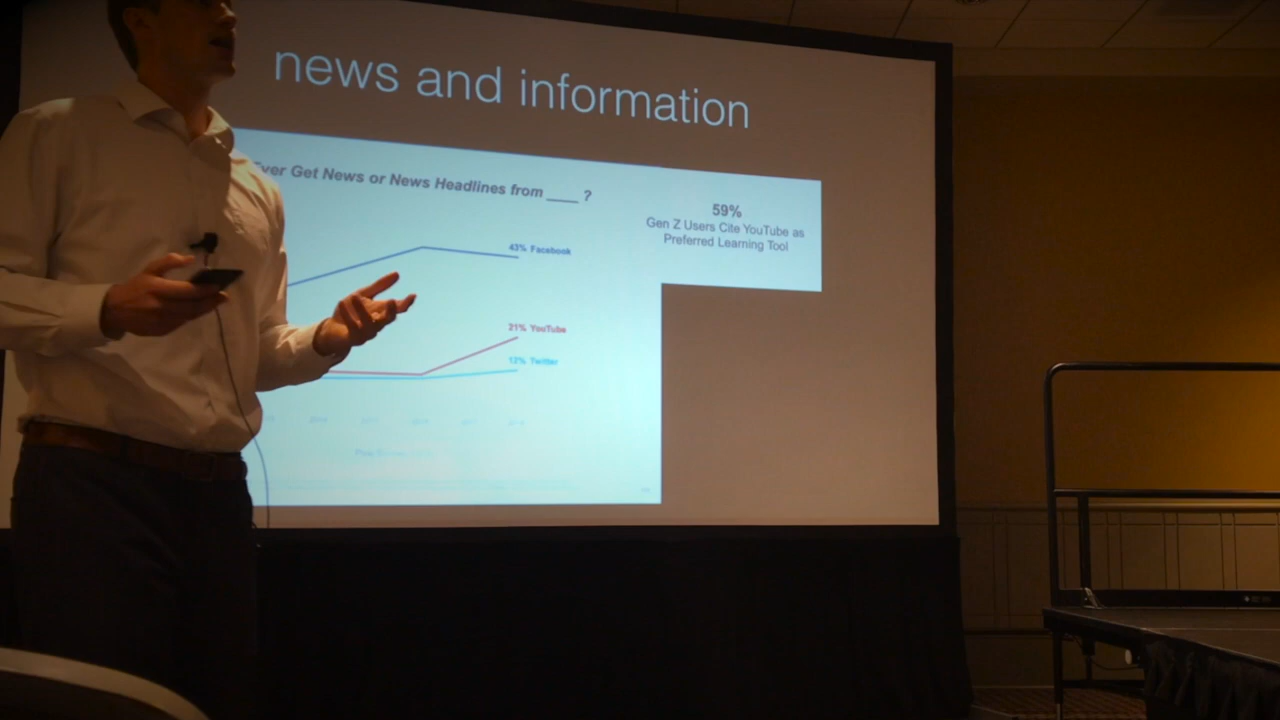 news and information
Ever Get News or News Headlines from ____ ?
59%
Gen Z Users Cite YouTube as
Preferred Learning Tool
43% Facebook
21% YouTube
12% Twitter